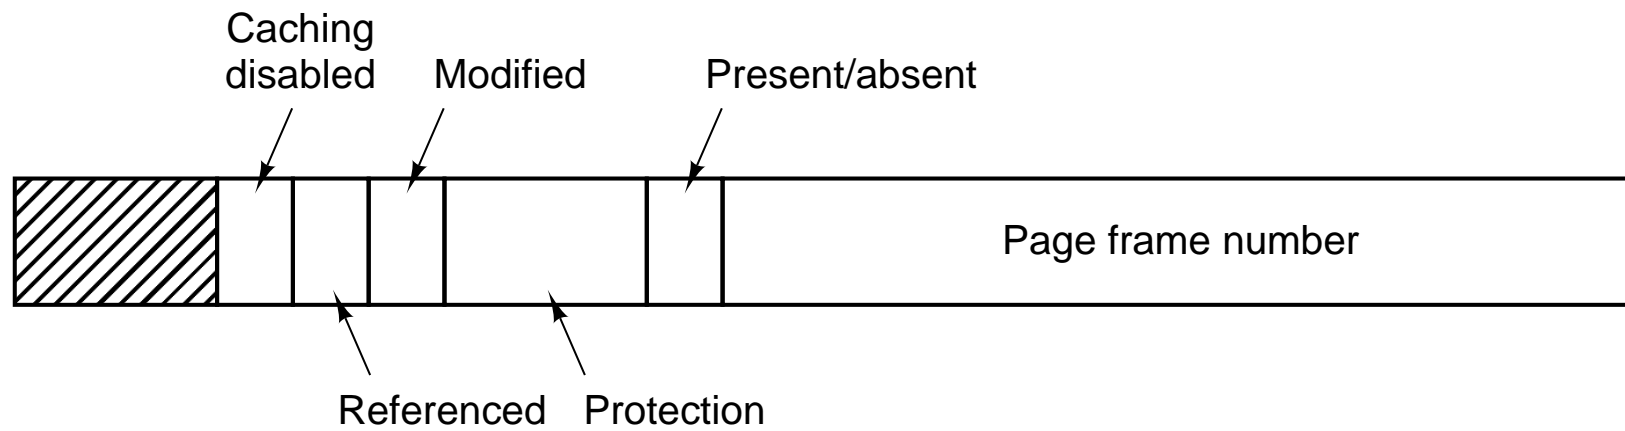 Caching
disabled
Modified
Present/absent
Page frame number
Referenced
Protection